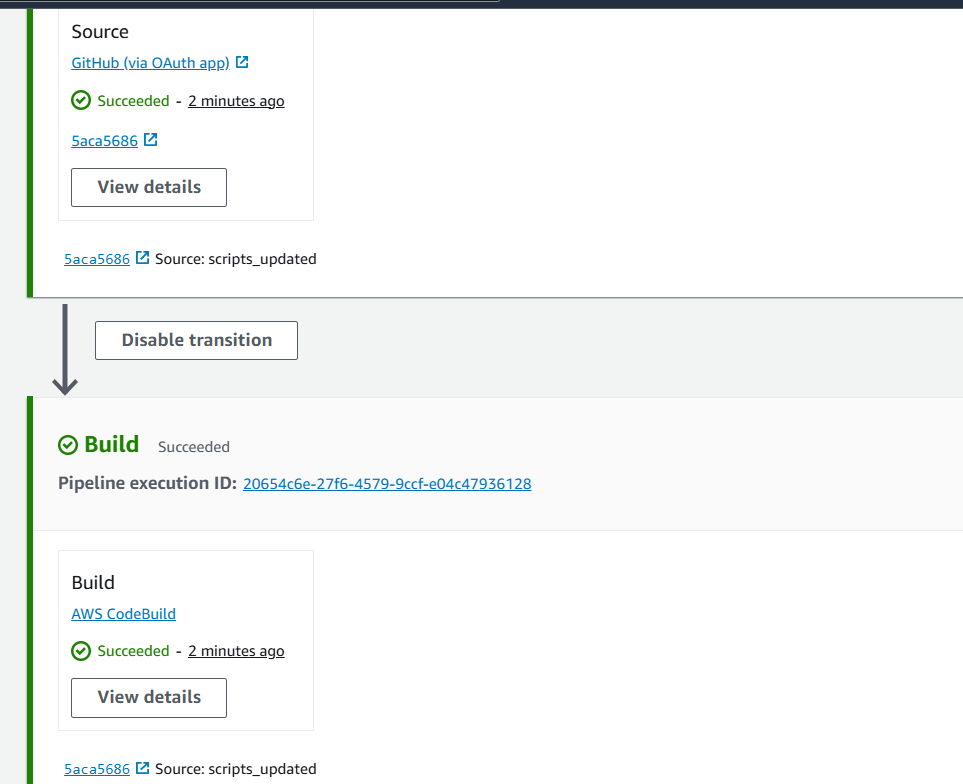 Source
GitHub (via OAuth app)
Succeeded - 2 minutes ago
5aca5686
View details
5aca5686 Source: scripts_updated
Disable transition
Build Succeeded
Pipeline execution ID: 20654c6e-27f6-4579-9ccf-e04c47936128
Build
AWS CodeBuild
Succeeded - 2 minutes ago
View details
5aca5686 Source: scripts_updated